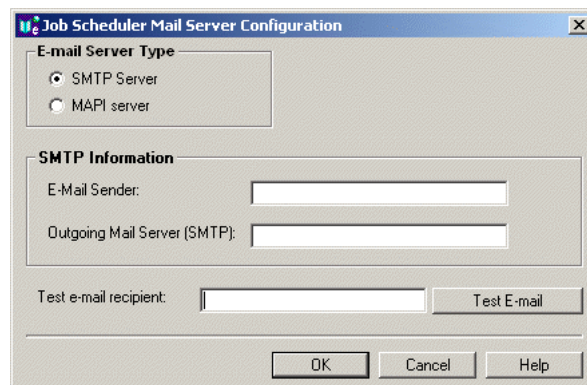 Job Scheduler Mail Server Configuration
E-mail Server Type
SMTP Server
MAPI server
SMTP Information
E-Mail Sender:
Outgoing Mail Server (SMTP):
Test e-mail recipient:
Test E-mail
OK
Cancel
Help